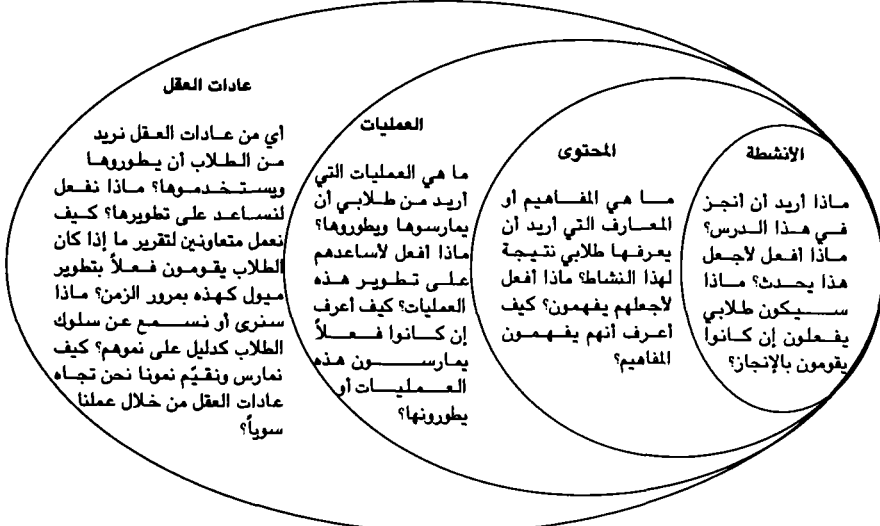 الأنشطة
ماذا أريد أن أنجز
في هذا الدرس؟
ماذا أفعل لأجعل
هذا يحدث؟ ماذا
سيكون طلابي
يفعلون إن كانوا
يقومون بالإنجاز؟
المحتوى
ما هي المفاهيم أو
المعارف التي أريد أن
يعرفها طلابي نتيجة
لهذا النشاط؟ ماذا أفعل
لأجعلهم يفهمون؟ كيف
أعرف أنهم يفهمون
المفاهيم؟
العمليات
ما هي العمليات التي
أريد من طلابي أن
يمارسوها ويطوروها؟
ماذا أفعل لأساعدهم
على تطوير هذه
العمليات؟ كيف أعرف
إن كانوا فعلاً
يمارسون هذه
العمليات أو
يطورونها؟
عادات العقل
أي من عادات العقل نريد
من الطلاب أن يطوروها
ويستخدموها؟ ماذا نفعل
لنساعد على تطويرها؟ كيف
نعمل متعاونين لتقرير ما إذا كان
الطلاب يقومون فعلاً بتطوير
ميول كهذه بمرور الزمن؟ ماذا
سنرى أو نسمع عن سلوك
الطلاب كدليل على نموهم؟ كيف
نمارس ونقيّم نمونا نحن تجاه
عادات العقل من خلال عملنا
سوياً؟